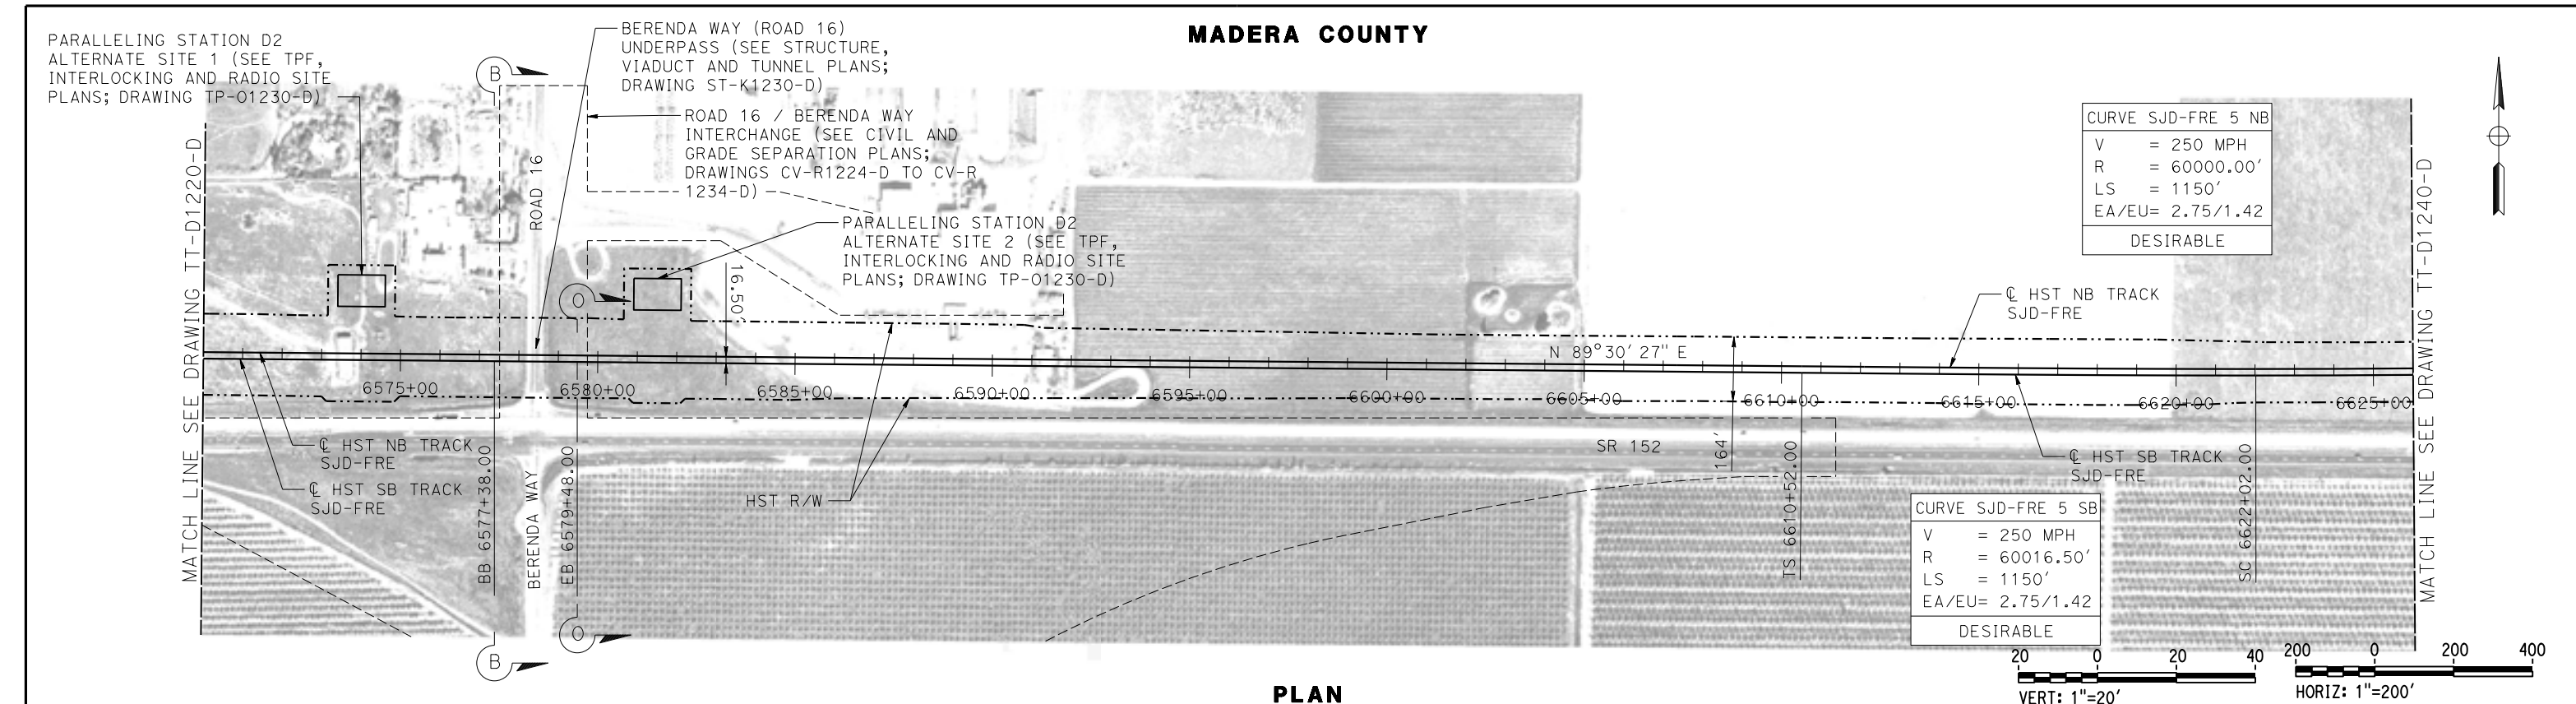 MADERA COUNTY
PARALLELING STATION D2
ALTERNATE SITE 1 (SEE TPF,
INTERLOCKING AND RADIO SITE
PLANS; DRAWING TP-O1230-D)
B
BERENDA WAY (ROAD 16)
UNDERPASS (SEE STRUCTURE,
VIADUCT AND TUNNEL PLANS;
DRAWING ST-K1230-D)
ROAD 16 / BERENDA WAY
INTERCHANGE (SEE CIVIL AND
GRADE SEPARATION PLANS;
DRAWINGS CV-R1224-D TO CV-R
1234-D)
ROAD 16
PARALLELING STATION D2
ALTERNATE SITE 2 (SEE TPF,
INTERLOCKING AND RADIO SITE
PLANS; DRAWING TP-O1230-D)
16.50'
O
CURVE SJD-FRE 5 NB
V = 250 MPH
R = 60000.00'
LS = 1150'
EA/EU= 2.75/1.42
DESIRABLE
℄ HST NB TRACK
SJD-FRE
N 89°30'27" E
MATCH LINE SEE DRAWING TT-D1220-D
MATCH LINE SEE DRAWING TT-D1240-D
6575+00
6580+00
6585+00
6590+00
6595+00
6600+00
6605+00
6610+00
6615+00
6620+00
6625+00
℄ HST NB TRACK
SJD-FRE
℄ HST SB TRACK
SJD-FRE
BB 6577+38.00
BERENDA WAY
EB 6579+48.00
HST R/W
SR 152
164'
TS 6610+52.00
℄ HST SB TRACK
SJD-FRE
SC 6622+02.00
CURVE SJD-FRE 5 SB
V = 250 MPH
R = 60016.50'
LS = 1150'
EA/EU= 2.75/1.42
DESIRABLE
O
B
PLAN
20 0 20 40
VERT: 1"=20'
200 0 200 400
HORIZ: 1"=200'